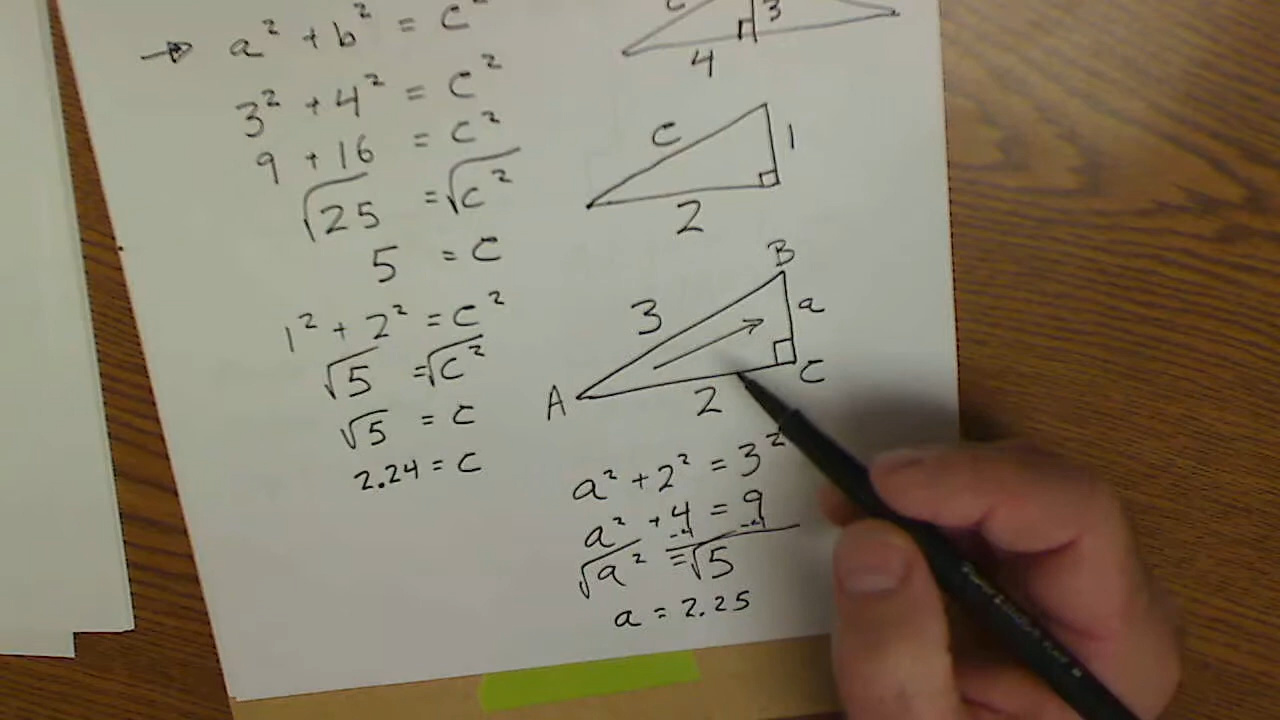 a² + b² = c²
3² + 4² = c²
9 + 16 = c²
√25 = √c²
5 = c
1² + 2² = c²
√5 = √c²
√5 = c
2.24 = c
c 3
4
c 1
2
B
3 a
A 2 C
a² + 2² = 3²
a² + 4 = 9
-4 -4
√a² = √5
a = 2.25